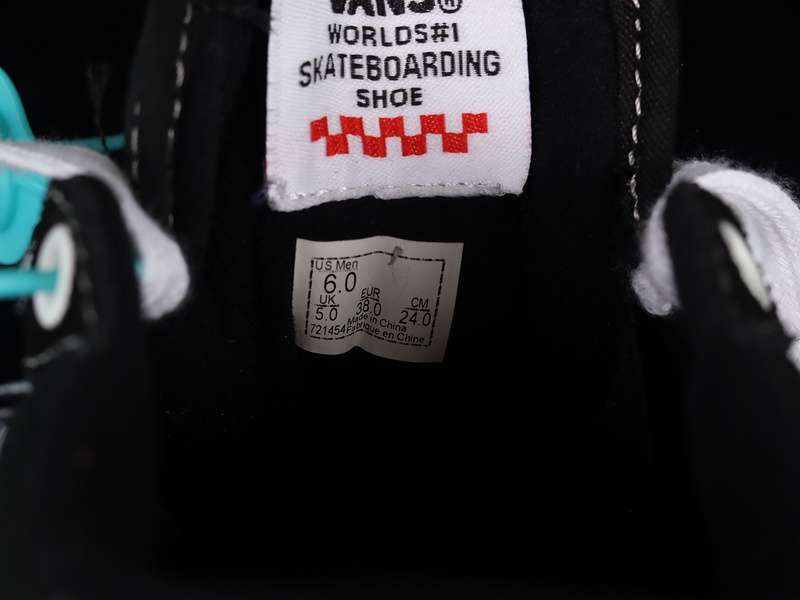 VANS®
WORLDS#1
SKATEBOARDING
SHOE
US Men
6.0
UK EUR CM
5.0 38.0 24.0
Made in China
721454 Fabriqué en Chine